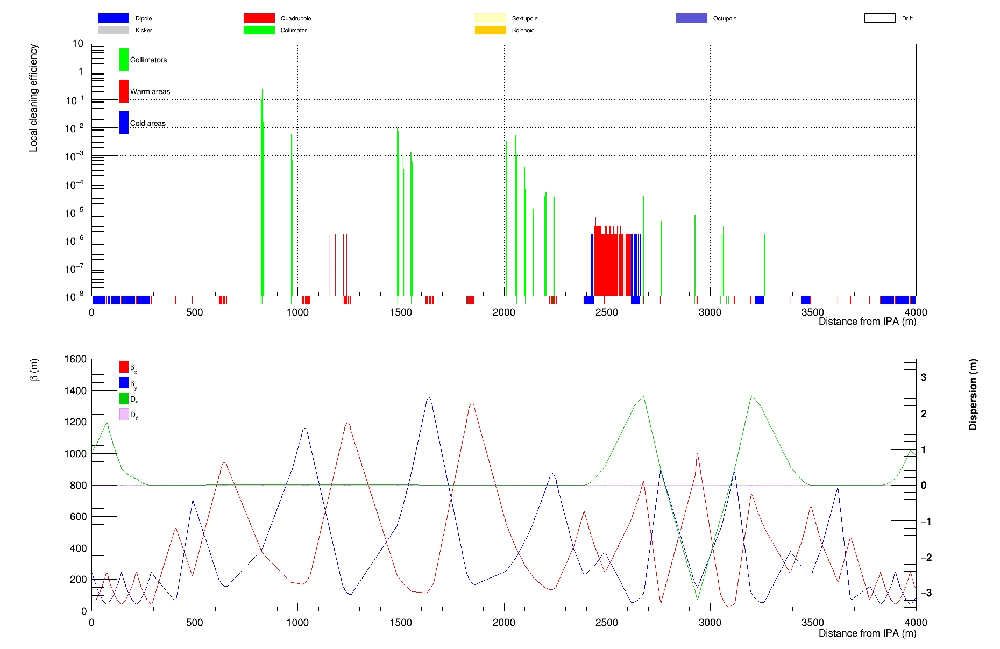 Dipole Quadrupole Sextupole Octupole Drift
Kicker Collimator Solenoid
Local cleaning efficiency
10
1
10−1
10−2
10−3
10−4
10−5
10−6
10−7
10−8
Collimators
Warm areas
Cold areas
0 500 1000 1500 2000 2500 3000 3500 4000
Distance from IPA (m)
β (m)
1600
1400
1200
1000
800
600
400
200
0
βx
βy
Dx
Dy
Dispersion (m)
3
2
1
0
−1
−2
−3
0 500 1000 1500 2000 2500 3000 3500 4000
Distance from IPA (m)